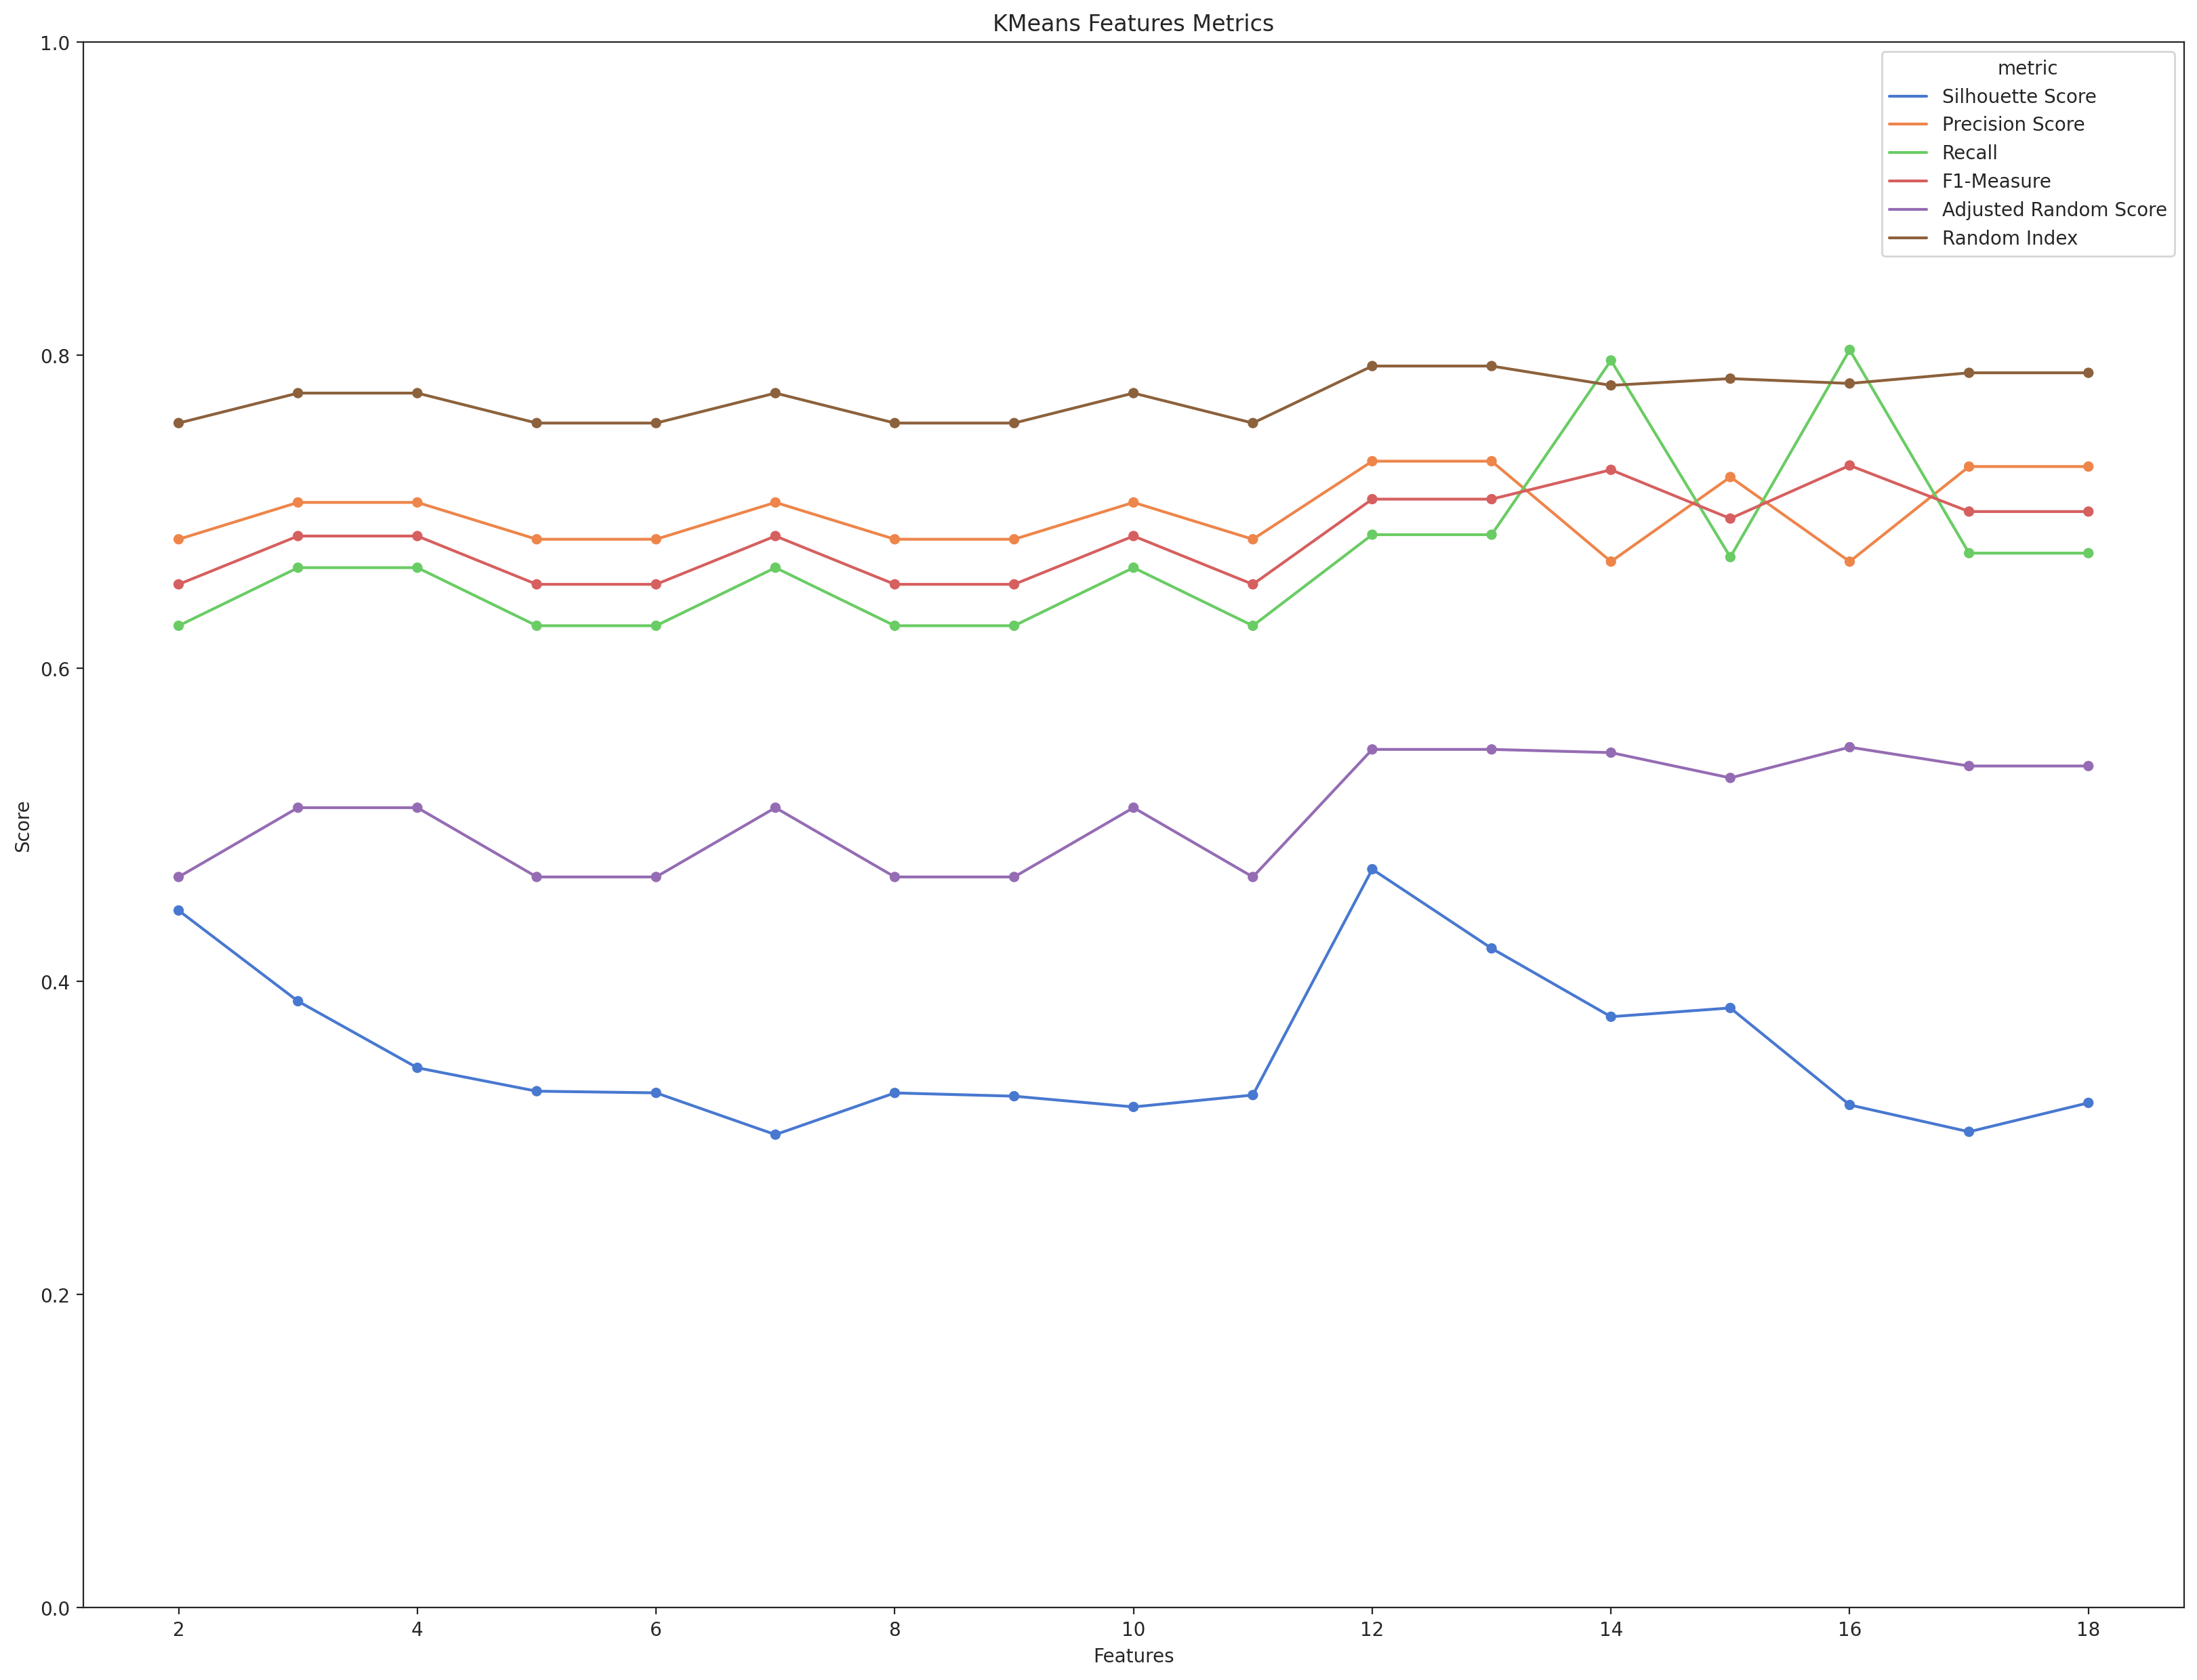 KMeans Features Metrics
1.0
0.8
0.6
0.4
0.2
0.0
Score
metric
Silhouette Score
Precision Score
Recall
F1-Measure
Adjusted Random Score
Random Index
2 4 6 8 10 12 14 16 18
Features